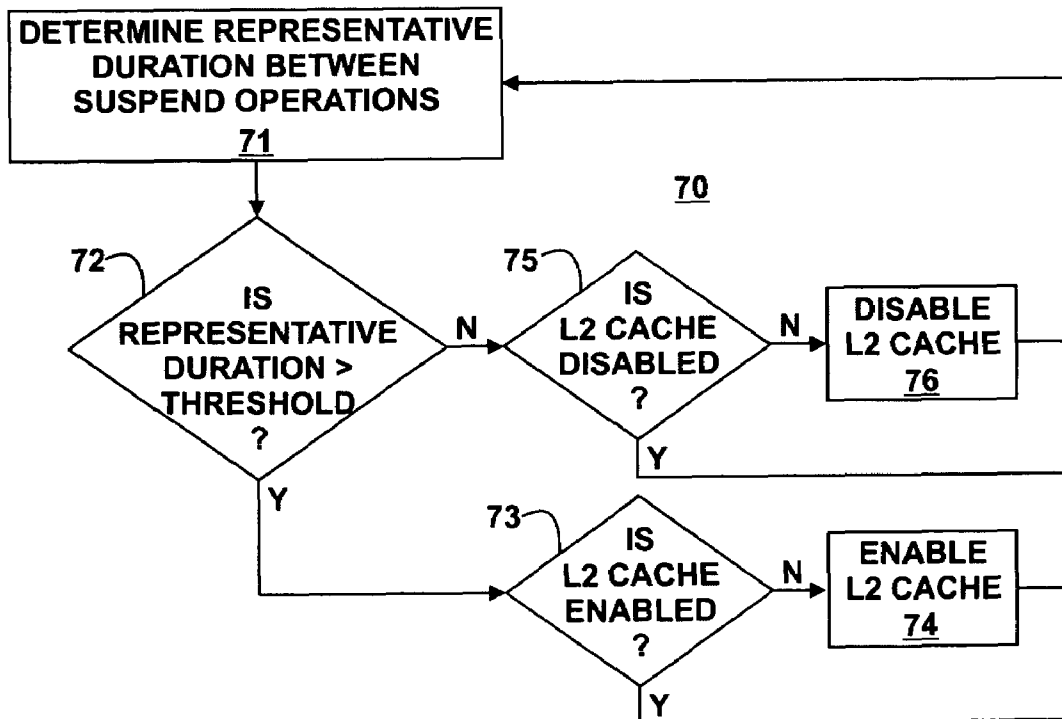 DETERMINE REPRESENTATIVE
DURATION BETWEEN
SUSPEND OPERATIONS
71
70
72
IS
REPRESENTATIVE
DURATION >
THRESHOLD
?
N
Y
75
IS
L2 CACHE
DISABLED
?
N
Y
DISABLE
L2 CACHE
76
73
IS
L2 CACHE
ENABLED
?
N
Y
ENABLE
L2 CACHE
74